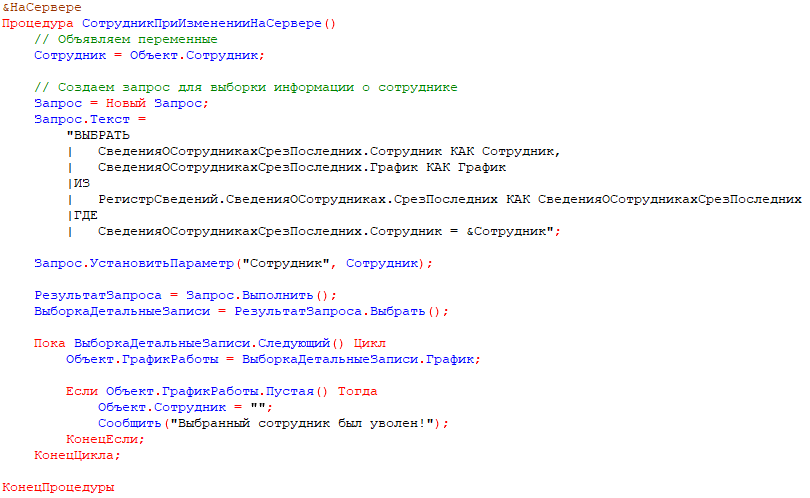 &НаСервере
Процедура СотрудникПриИзмененииНаСервере()
    // Объявляем переменные
    Сотрудник = Объект.Сотрудник;

    // Создаем запрос для выборки информации о сотруднике
    Запрос = Новый Запрос;
    Запрос.Текст =
        "ВЫБРАТЬ
        |   СведенияОСотрудникахСрезПоследних.Сотрудник КАК Сотрудник,
        |   СведенияОСотрудникахСрезПоследних.График КАК График
        |ИЗ
        |   РегистрСведений.СведенияОСотрудниках.СрезПоследних КАК СведенияОСотрудникахСрезПоследних
        |ГДЕ
        |   СведенияОСотрудникахСрезПоследних.Сотрудник = &Сотрудник";

    Запрос.УстановитьПараметр("Сотрудник", Сотрудник);

    РезультатЗапроса = Запрос.Выполнить();
    ВыборкаДетальныеЗаписи = РезультатЗапроса.Выбрать();

    Пока ВыборкаДетальныеЗаписи.Следующий() Цикл
        Объект.ГрафикРаботы = ВыборкаДетальныеЗаписи.График;

        Если Объект.ГрафикРаботы.Пустая() Тогда
            Объект.Сотрудник = "";
            Сообщить("Выбранный сотрудник был уволен!");
        КонецЕсли;
    КонецЦикла;

КонецПроцедуры